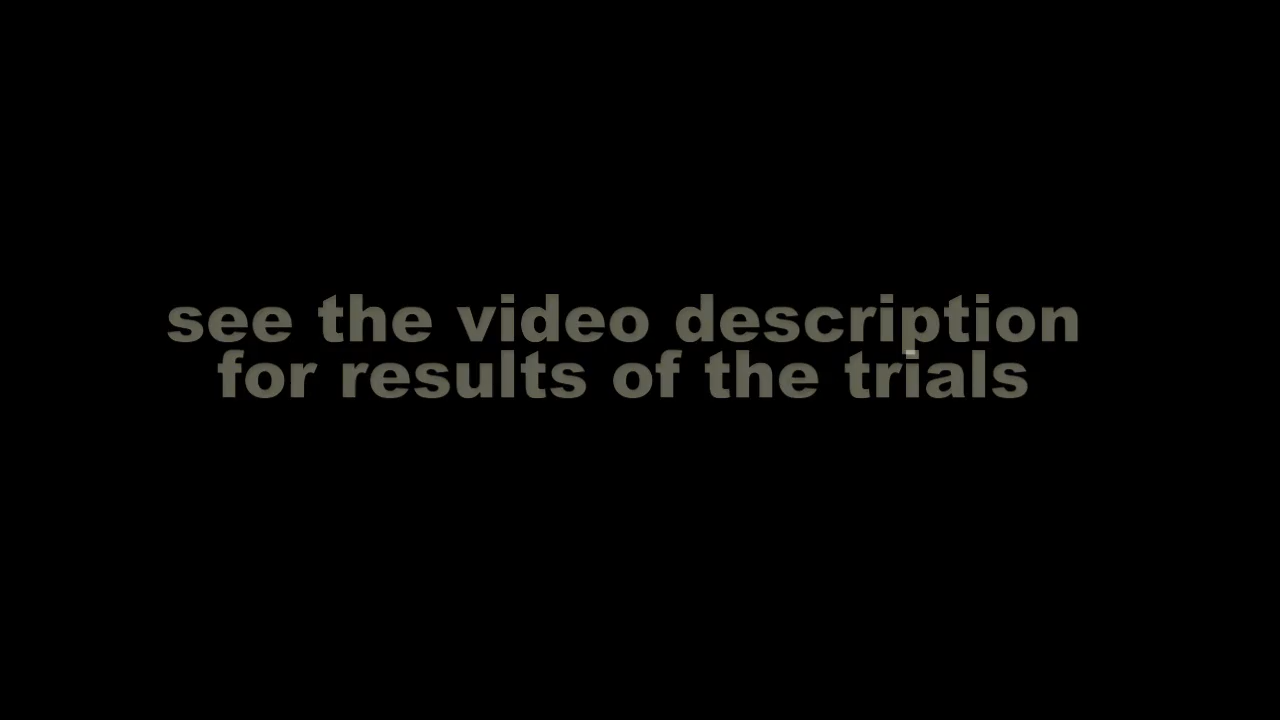 see the video description
for results of the trials